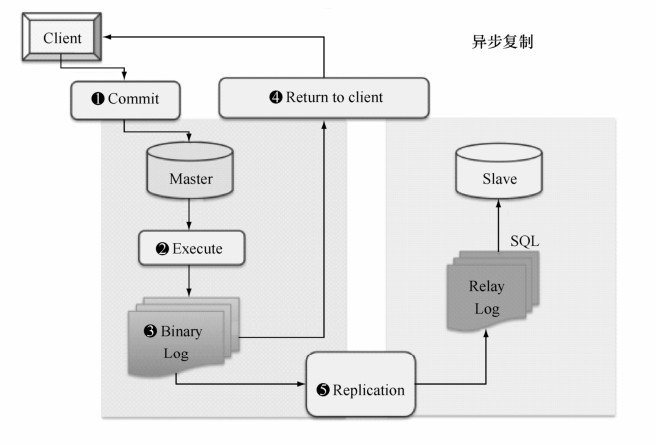 Client
异步复制
❶ Commit
❹ Return to client
Master
Slave
❷ Execute
SQL
Relay
Log
❸ Binary
Log
❺ Replication